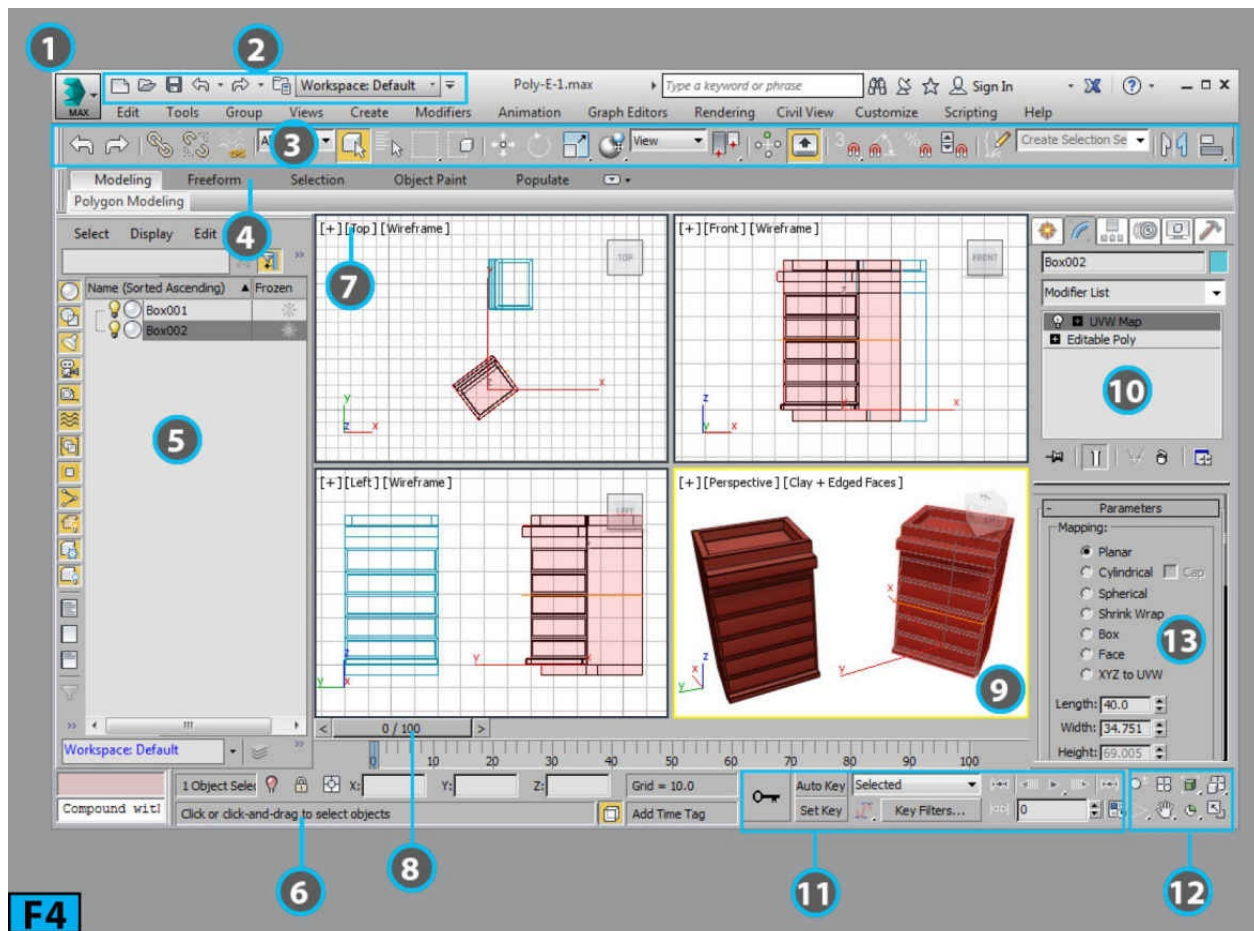 1
2
Workspace: Default
Poly-E-1.max
Type a keyword or phrase
Sign In
MAX
Edit Tools Group Views Create Modifiers Animation Graph Editors Rendering Civil View Customize Scripting Help
3
View
3
%
Create Selection Se
Modeling Freeform Selection Object Paint Populate
Polygon Modeling
4
Select Display Edit
Name (Sorted Ascending) Frozen
Box001
Box002
5
Workspace: Default
[+] [Top] [Wireframe]
7
TOP
y
x
z
x
[+] [Front] [Wireframe]
FRONT
z
y
x
x
[+] [Left] [Wireframe]
LEFT
z
y
x
y
[+] [Perspective] [Clay + Edged Faces]
z
x
y
x
y
9
Box002
Modifier List
UVW Map
Editable Poly
10
- Parameters
Mapping:
Planar
Cylindrical Cap
Spherical
Shrink Wrap
Box
Face
XYZ to UVW
13
Length: 40.0
Width: 34.751
Height: 69.005
< 0 / 100 >
0 10 20 30 40 50 60 70 80 90 100
1 Object Selec X: Y: Z: Grid = 10.0
Auto Key Selected
Compound witl
Click or click-and-drag to select objects
Add Time Tag
Set Key Key Filters... 0
6
8
11
12
F4